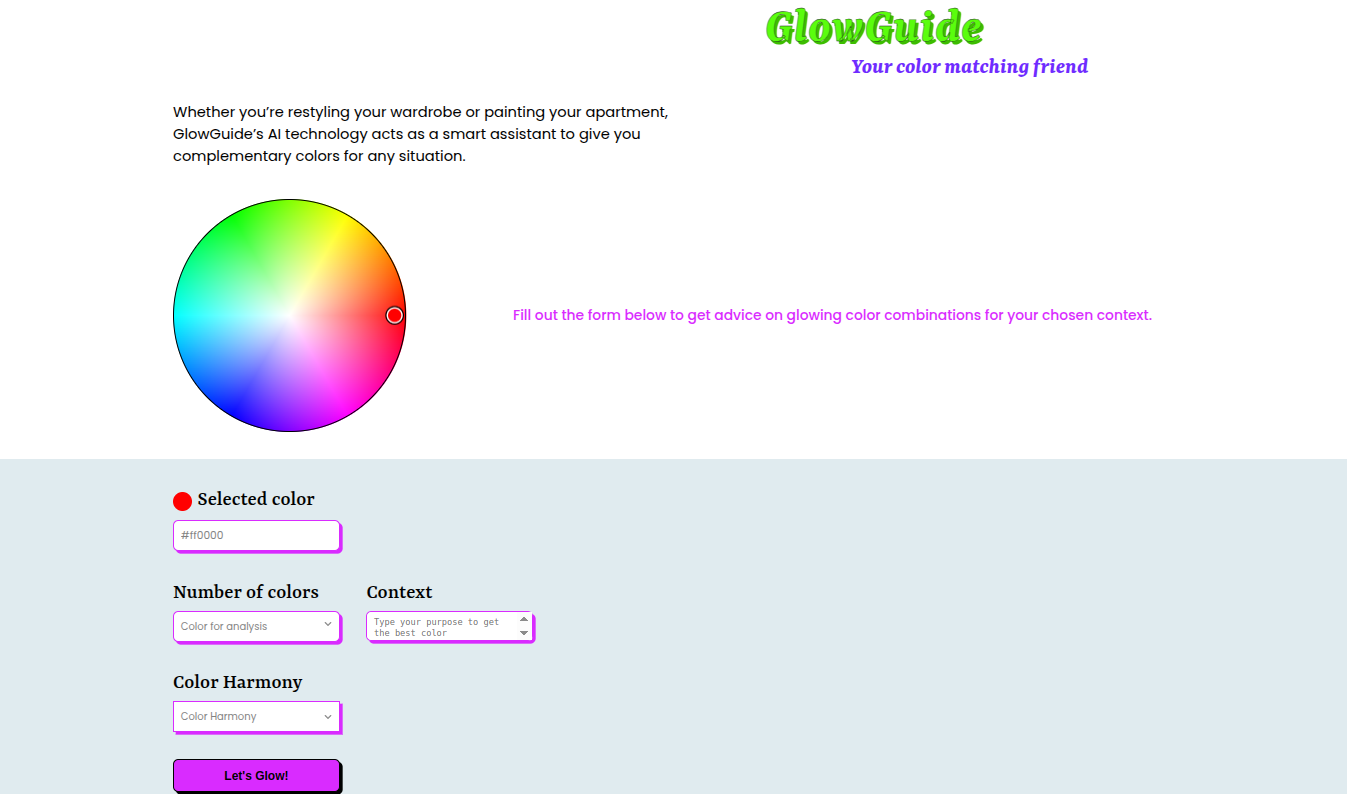 GlowGuide
Your color matching friend
Whether you’re restyling your wardrobe or painting your apartment,
GlowGuide’s AI technology acts as a smart assistant to give you
complementary colors for any situation.
Fill out the form below to get advice on glowing color combinations for your chosen context.
Selected color
#ff0000
Number of colors
Color for analysis
Context
Type your purpose to get
the best color
Color Harmony
Color Harmony
Let's Glow!